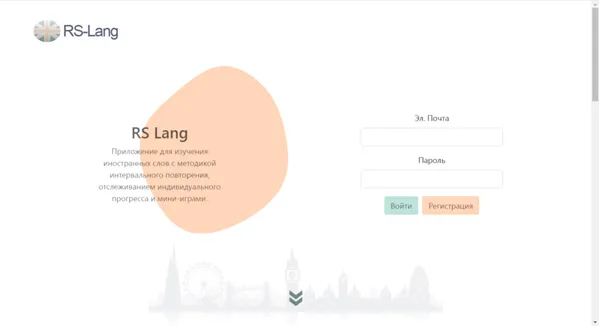 RS-Lang
RS Lang
Приложение для изучения
иностранных слов с методикой
интервального повторения,
отслеживанием индивидуального
прогресса и мини-играми.
Эл. Почта
Пароль
Войти
Регистрация